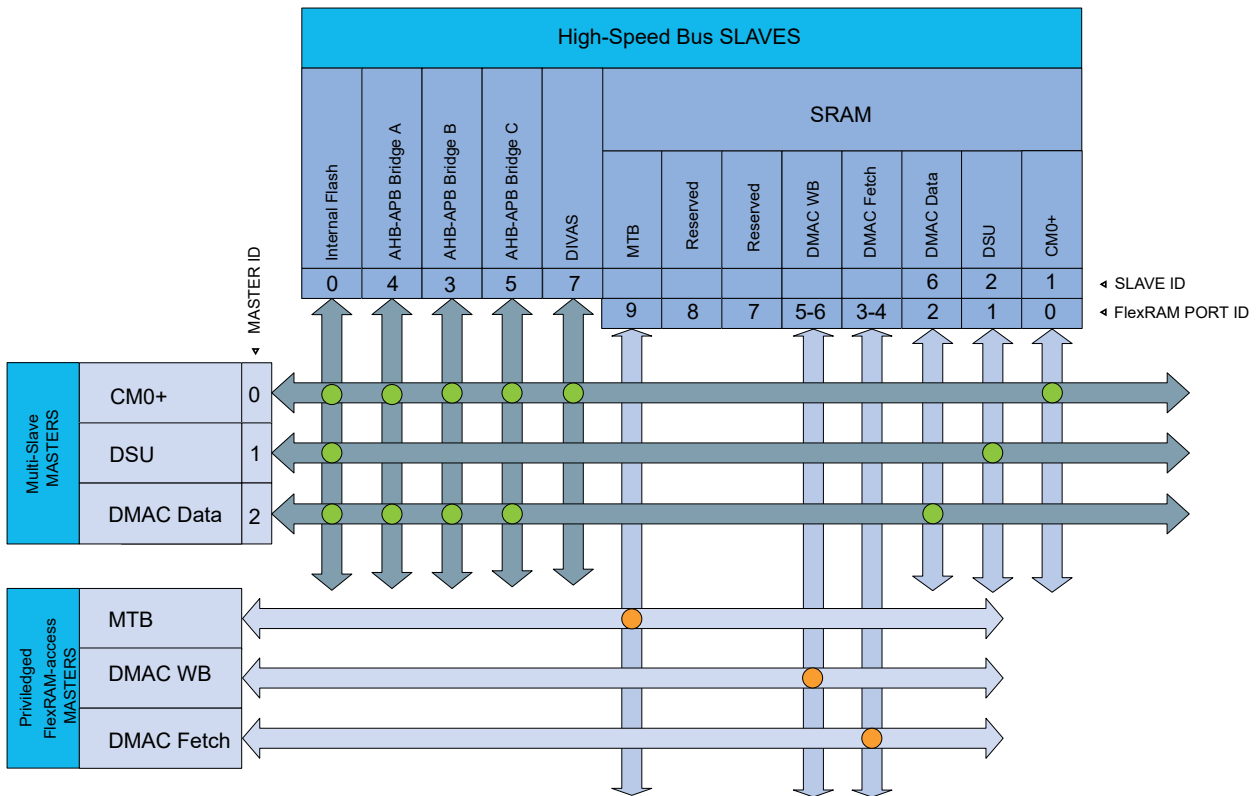 High-Speed Bus SLAVES
SRAM
Internal Flash
AHB-APB Bridge A
AHB-APB Bridge B
AHB-APB Bridge C
DIVAS
MTB
Reserved
Reserved
DMAC WB
DMAC Fetch
DMAC Data
DSU
CM0+
0 4 3 5 7 6 2 1 SLAVE ID
9 8 7 5-6 3-4 2 1 0 FlexRAM PORT ID
MASTER ID
Multi-Slave
MASTERS
CM0+ 0
DSU 1
DMAC Data 2
Priviledged
FlexRAM-access
MASTERS
MTB
DMAC WB
DMAC Fetch